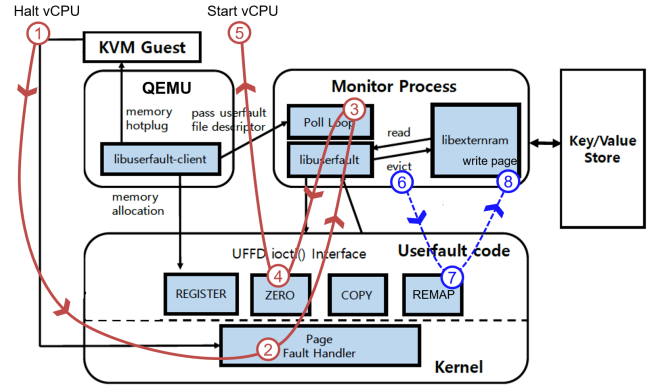 Halt vCPU
Start vCPU
1
5
KVM Guest
QEMU
Monitor Process
memory
hotplug
pass userfault
file descriptor
Poll Loop
3
read
libexternram
write page
Key/Value
Store
libuserfault-client
libuserfault
evict
6
8
memory
allocation
UFFD ioctl() Interface
Userfault code
4
7
REGISTER
ZERO
COPY
REMAP
2
Page
Fault Handler
Kernel